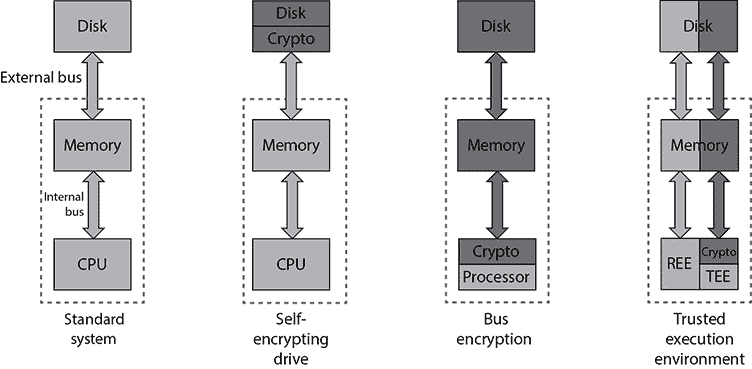 Disk
External bus
Memory
Internal
bus
CPU
Standard
system
Disk
Crypto
Memory
CPU
Self-
encrypting
drive
Disk
Memory
Crypto
Processor
Bus
encryption
Disk
Memory
REE
Crypto
TEE
Trusted
execution
environment